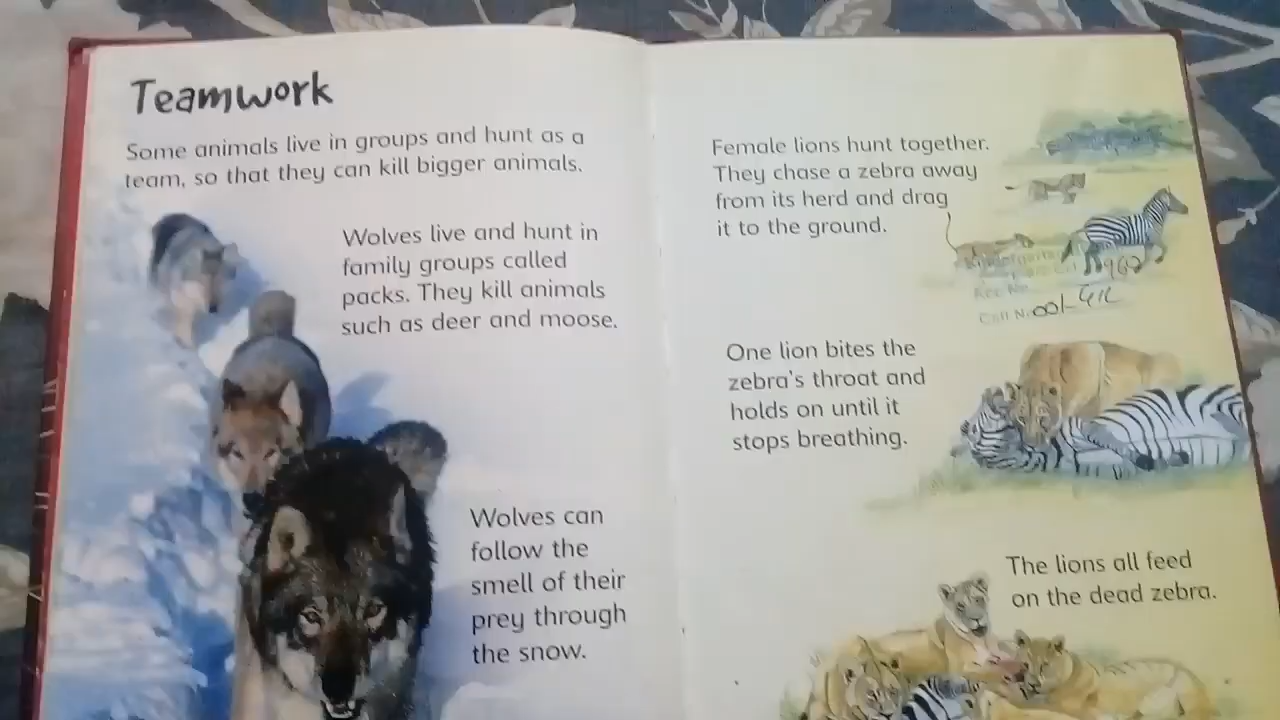 Teamwork
Some animals live in groups and hunt as a
team, so that they can kill bigger animals.
Wolves live and hunt in
family groups called
packs. They kill animals
such as deer and moose.
Wolves can
follow the
smell of their
prey through
the snow.
Female lions hunt together.
They chase a zebra away
from its herd and drag
it to the ground.
Call N.
One lion bites the
zebra's throat and
holds on until it
stops breathing.
The lions all feed
on the dead zebra.